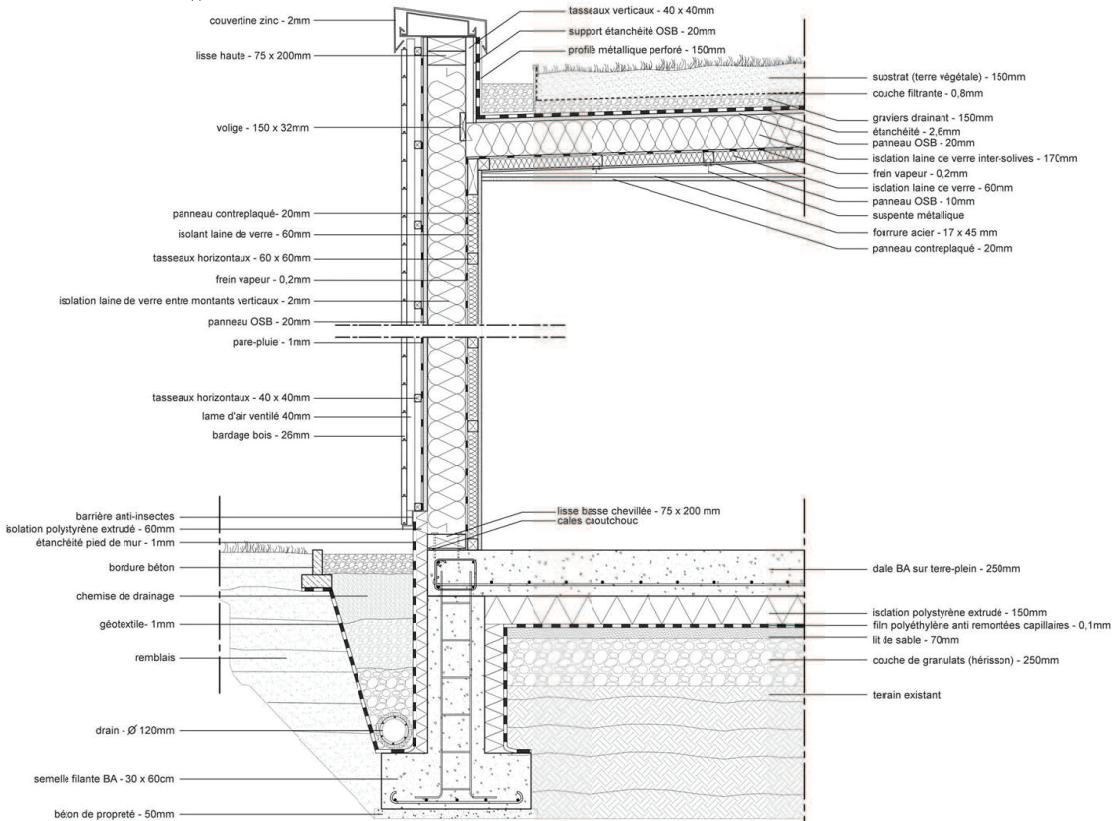 couvertine zinc - 2mm
lisse haute - 75 x 200mm
volige - 150 x 32mm
panneau contreplaqué- 20mm
isolant laine de verre - 60mm
tasseaux horizontaux - 60 x 60mm
frein vapeur - 0,2mm
isolation laine de verre entre montants verticaux - 2mm
panneau OSB - 20mm
pare-pluie - 1mm
tasseaux horizontaux - 40 x 40mm
lame d'air ventilé 40mm
bardage bois - 26mm
barrière anti-insectes
isolation polystyrène extrudé - 60mm
étanchéité pied de mur - 1mm
bordure béton
chemise de drainage
géotextile- 1mm
remblais
drain - Ø 120mm
semelle filante BA - 30 x 60cm
béton de propreté - 50mm
tasseaux verticaux - 40 x 40mm
support étanchéité OSB - 20mm
profilé métallique perforé - 150mm
substrat (terre végétale) - 150mm
couche filtrante - 0,8mm
graviers drainant - 150mm
étanchéité - 2,6mm
panneau OSB - 20mm
isolation laine de verre inter-solives - 170mm
frein vapeur - 0,2mm
isolation laine de verre - 60mm
panneau OSB - 10mm
suspente métallique
fourrure acier - 17 x 45 mm
panneau contreplaqué - 20mm
lisse basse chevillée - 75 x 200 mm
cales caoutchouc
dale BA sur terre-plein - 250mm
isolation polystyrène extrudé - 150mm
film polyéthylène anti remontées capillaires - 0,1mm
lit de sable - 70mm
couche de granulats (hérisson) - 250mm
terrain existant